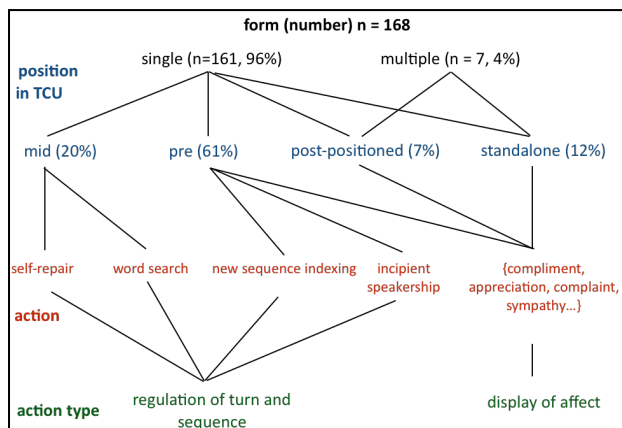 form (number) n = 168
single (n=161, 96%) multiple (n = 7, 4%)
position
in TCU
mid (20%) pre (61%) post-positioned (7%) standalone (12%)
self-repair word search new sequence indexing incipient
speakership
{compliment,
appreciation, complaint,
sympathy...}
action
action type
regulation of turn and
sequence
display of affect